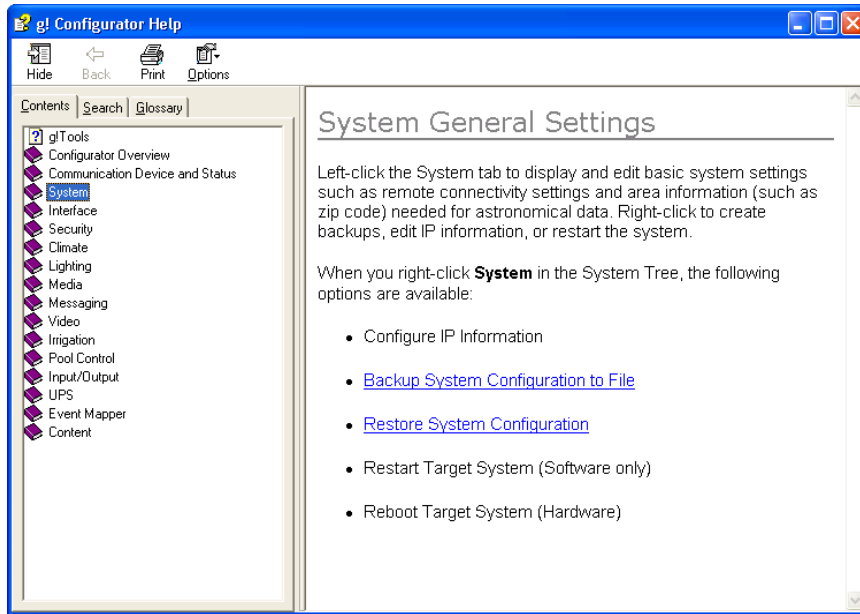 g! Configurator Help
Hide Back Print Options
Contents Search Glossary
g!Tools
Configurator Overview
Communication Device and Status
System
Interface
Security
Climate
Lighting
Media
Messaging
Video
Irrigation
Pool Control
Input/Output
UPS
Event Mapper
Content
System General Settings
Left-click the System tab to display and edit basic system settings
such as remote connectivity settings and area information (such as
zip code) needed for astronomical data. Right-click to create
backups, edit IP information, or restart the system.
When you right-click System in the System Tree, the following
options are available:
• Configure IP Information
• Backup System Configuration to File
• Restore System Configuration
• Restart Target System (Software only)
• Reboot Target System (Hardware)